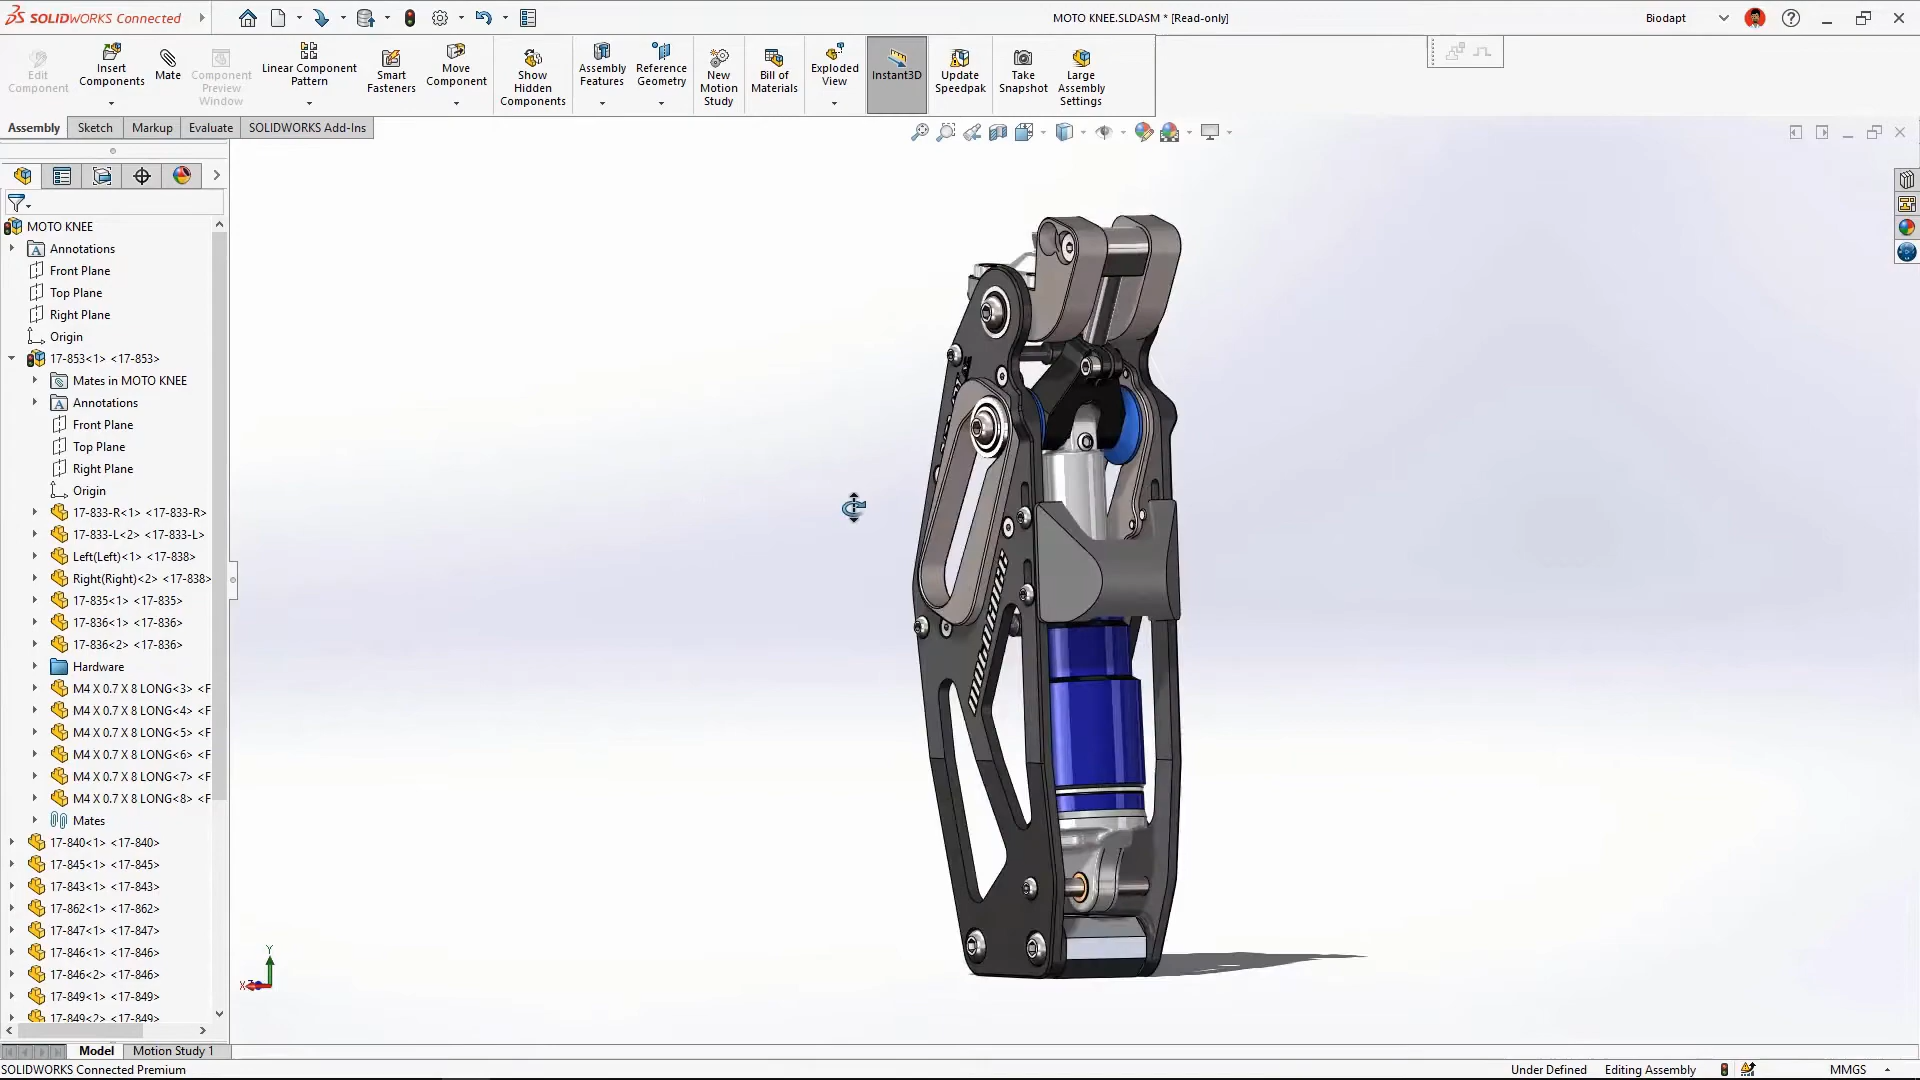 SOLIDWORKS Connected
MOTO KNEE.SLDASM * [Read-only]
Biodapt
Edit
Component
Insert
Components
Mate
Component
Preview
Window
Linear Component
Pattern
Smart
Fasteners
Move
Component
Show
Hidden
Components
Assembly
Features
Reference
Geometry
New
Motion
Study
Bill of
Materials
Exploded
View
Instant3D
Update
Speedpak
Take
Snapshot
Large
Assembly
Settings
Assembly
Sketch
Markup
Evaluate
SOLIDWORKS Add-Ins
MOTO KNEE
Annotations
Front Plane
Top Plane
Right Plane
Origin
17-853<1> <17-853>
Mates in MOTO KNEE
Annotations
Front Plane
Top Plane
Right Plane
Origin
17-833-R<1> <17-833-R>
17-833-L<2> <17-833-L>
Left(Left)<1> <17-838>
Right(Right)<2> <17-838>
17-835<1> <17-835>
17-836<1> <17-836>
17-836<2> <17-836>
Hardware
M4 X 0.7 X 8 LONG<3> <F
M4 X 0.7 X 8 LONG<4> <F
M4 X 0.7 X 8 LONG<5> <F
M4 X 0.7 X 8 LONG<6> <F
M4 X 0.7 X 8 LONG<7> <F
M4 X 0.7 X 8 LONG<8> <F
Mates
17-840<1> <17-840>
17-845<1> <17-845>
17-843<1> <17-843>
17-862<1> <17-862>
17-847<1> <17-847>
17-846<1> <17-846>
17-846<2> <17-846>
17-849<1> <17-849>
17-849<2> <17-849>
Y
X
Model
Motion Study 1
SOLIDWORKS Connected Premium
Under Defined
Editing Assembly
MMGS